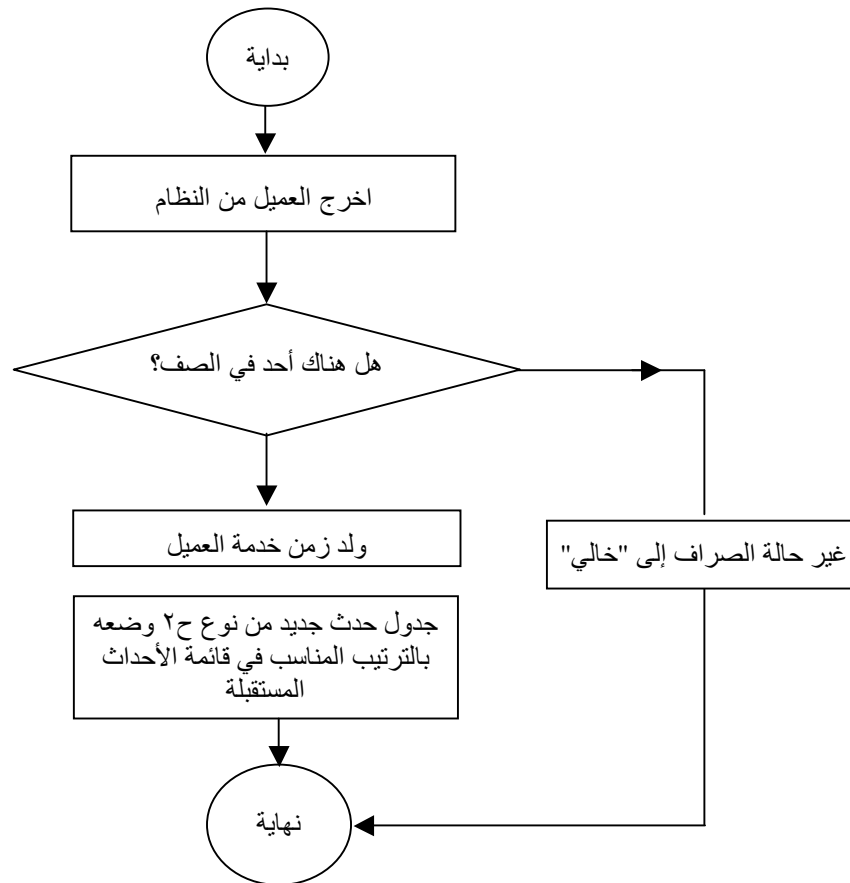 بداية
اخرج العميل من النظام
هل هناك أحد في الصف؟
ولد زمن خدمة العميل
غير حالة الصراف إلى "خالي"
جدول حدث جديد من نوع ح٢ وضعه
بالترتيب المناسب في قائمة الأحداث
المستقبلة
نهاية